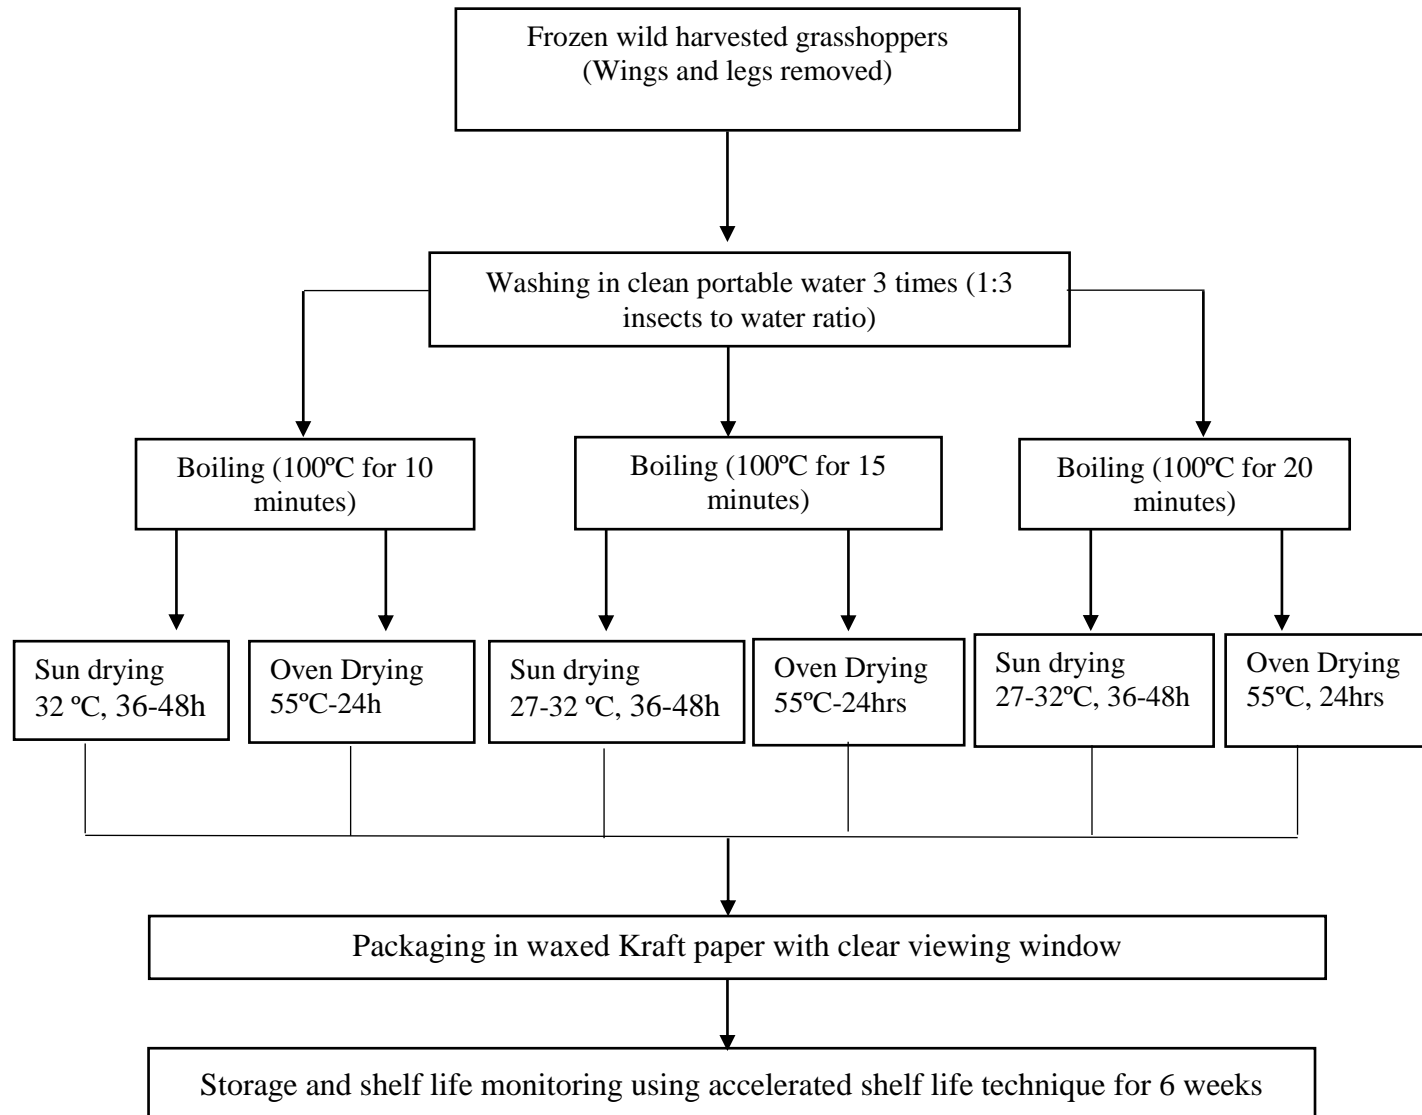 Frozen wild harvested grasshoppers
(Wings and legs removed)
Washing in clean portable water 3 times (1:3
insects to water ratio)
Boiling (100ºC for 10
minutes)
Boiling (100ºC for 15
minutes)
Boiling (100ºC for 20
minutes)
Sun drying
32 ºC, 36-48h
Oven Drying
55ºC-24h
Sun drying
27-32 ºC, 36-48h
Oven Drying
55ºC-24hrs
Sun drying
27-32ºC, 36-48h
Oven Drying
55ºC, 24hrs
Packaging in waxed Kraft paper with clear viewing window
Storage and shelf life monitoring using accelerated shelf life technique for 6 weeks